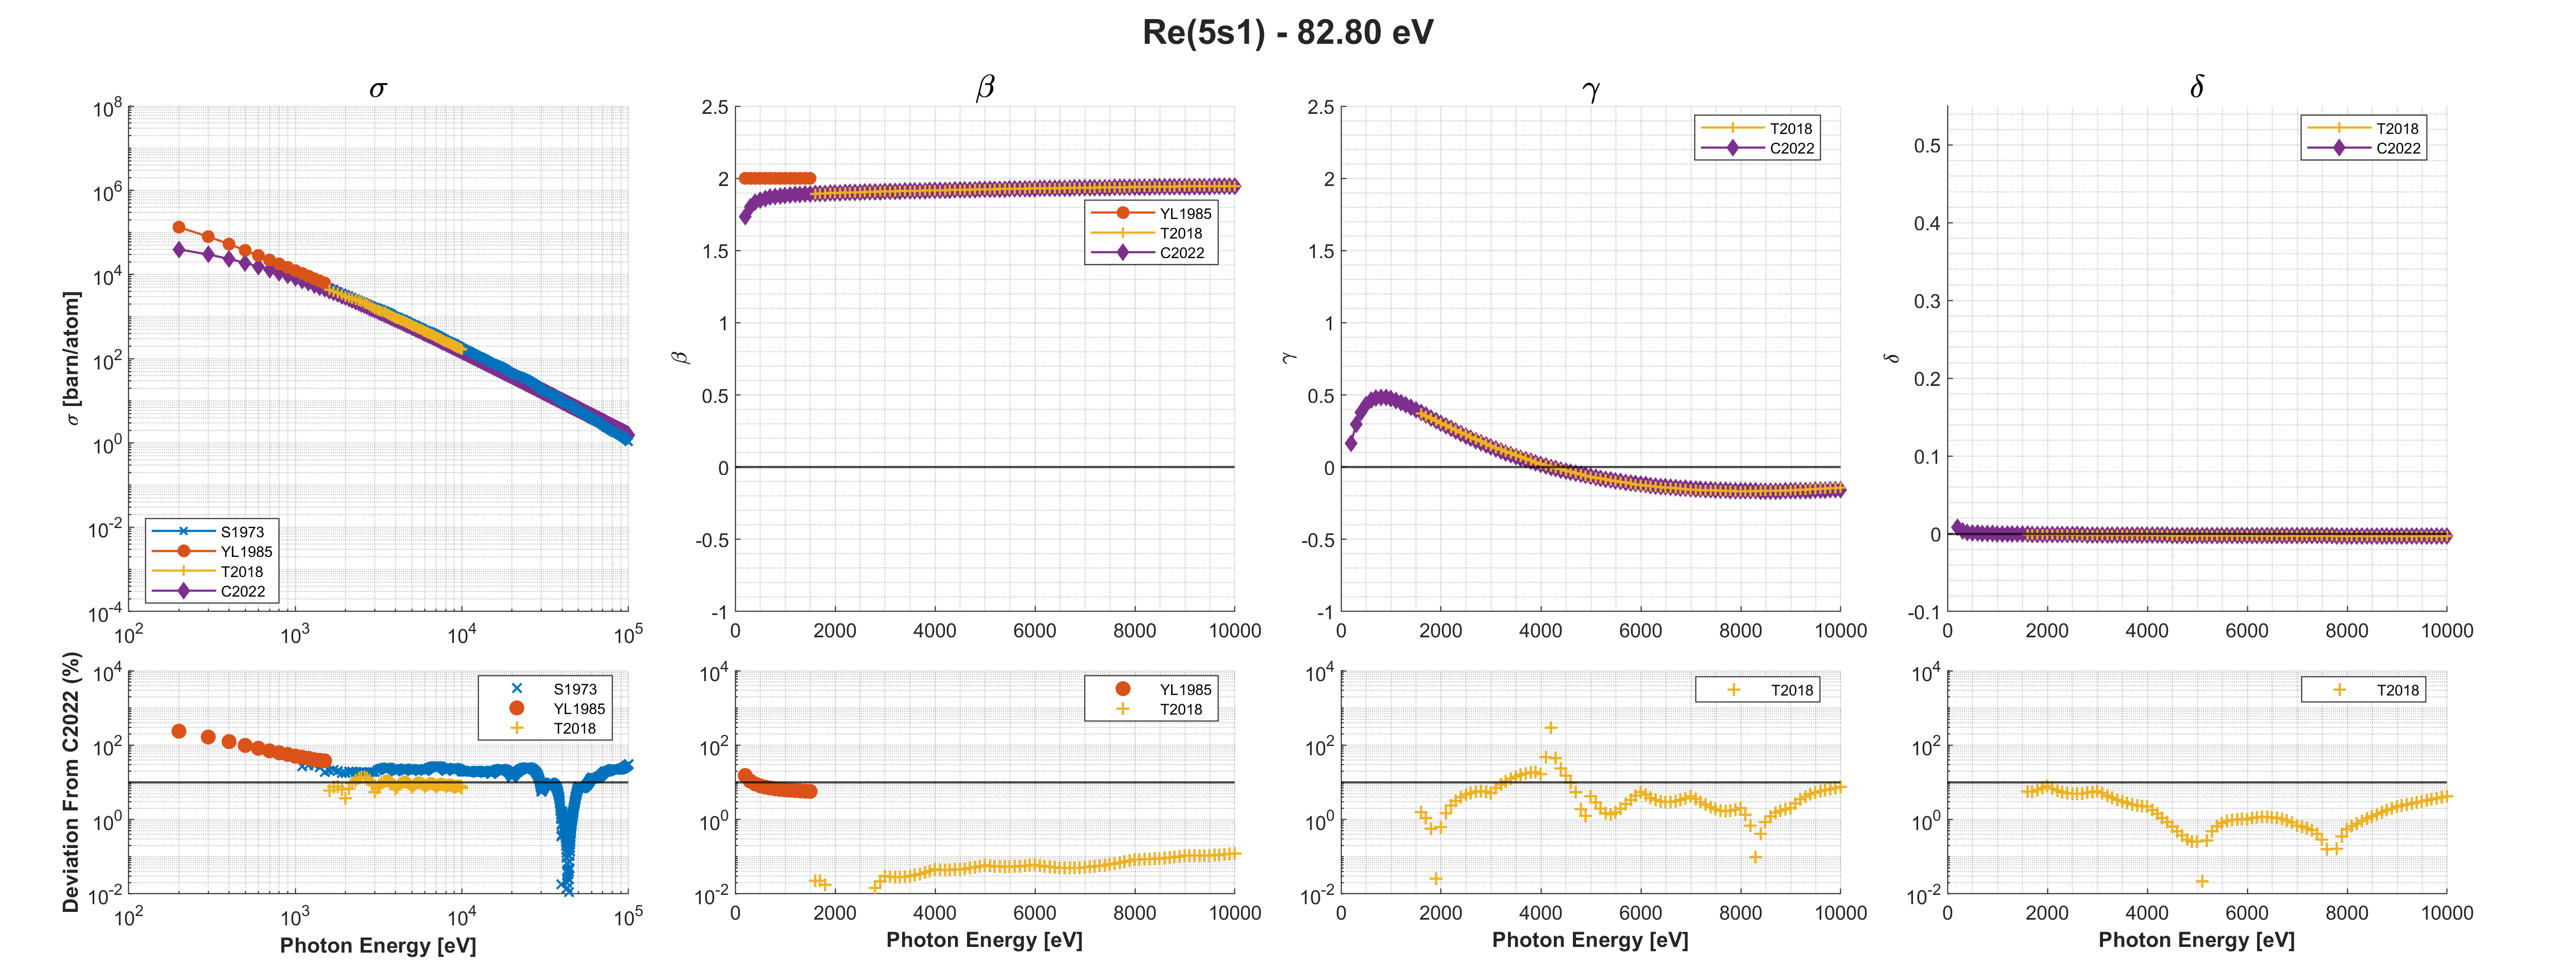 Re(5s1) - 82.80 eV
σ
σ [barn/atom]
10^8
10^6
10^4
10^2
10^0
10^-2
10^-4
10^2
10^3
10^4
10^5
S1973
YL1985
T2018
C2022
β
β
2.5
2
1.5
1
0.5
0
-0.5
-1
0
2000
4000
6000
8000
10000
YL1985
T2018
C2022
γ
γ
2.5
2
1.5
1
0.5
0
-0.5
-1
0
2000
4000
6000
8000
10000
T2018
C2022
δ
δ
0.5
0.4
0.3
0.2
0.1
0
-0.1
0
2000
4000
6000
8000
10000
T2018
C2022
Deviation From C2022 (%)
10^4
10^2
10^0
10^-2
10^2
10^3
10^4
10^5
Photon Energy [eV]
S1973
YL1985
T2018
10^4
10^2
10^0
10^-2
0
2000
4000
6000
8000
10000
Photon Energy [eV]
YL1985
T2018
10^4
10^2
10^0
10^-2
0
2000
4000
6000
8000
10000
Photon Energy [eV]
T2018
10^4
10^2
10^0
10^-2
0
2000
4000
6000
8000
10000
Photon Energy [eV]
T2018